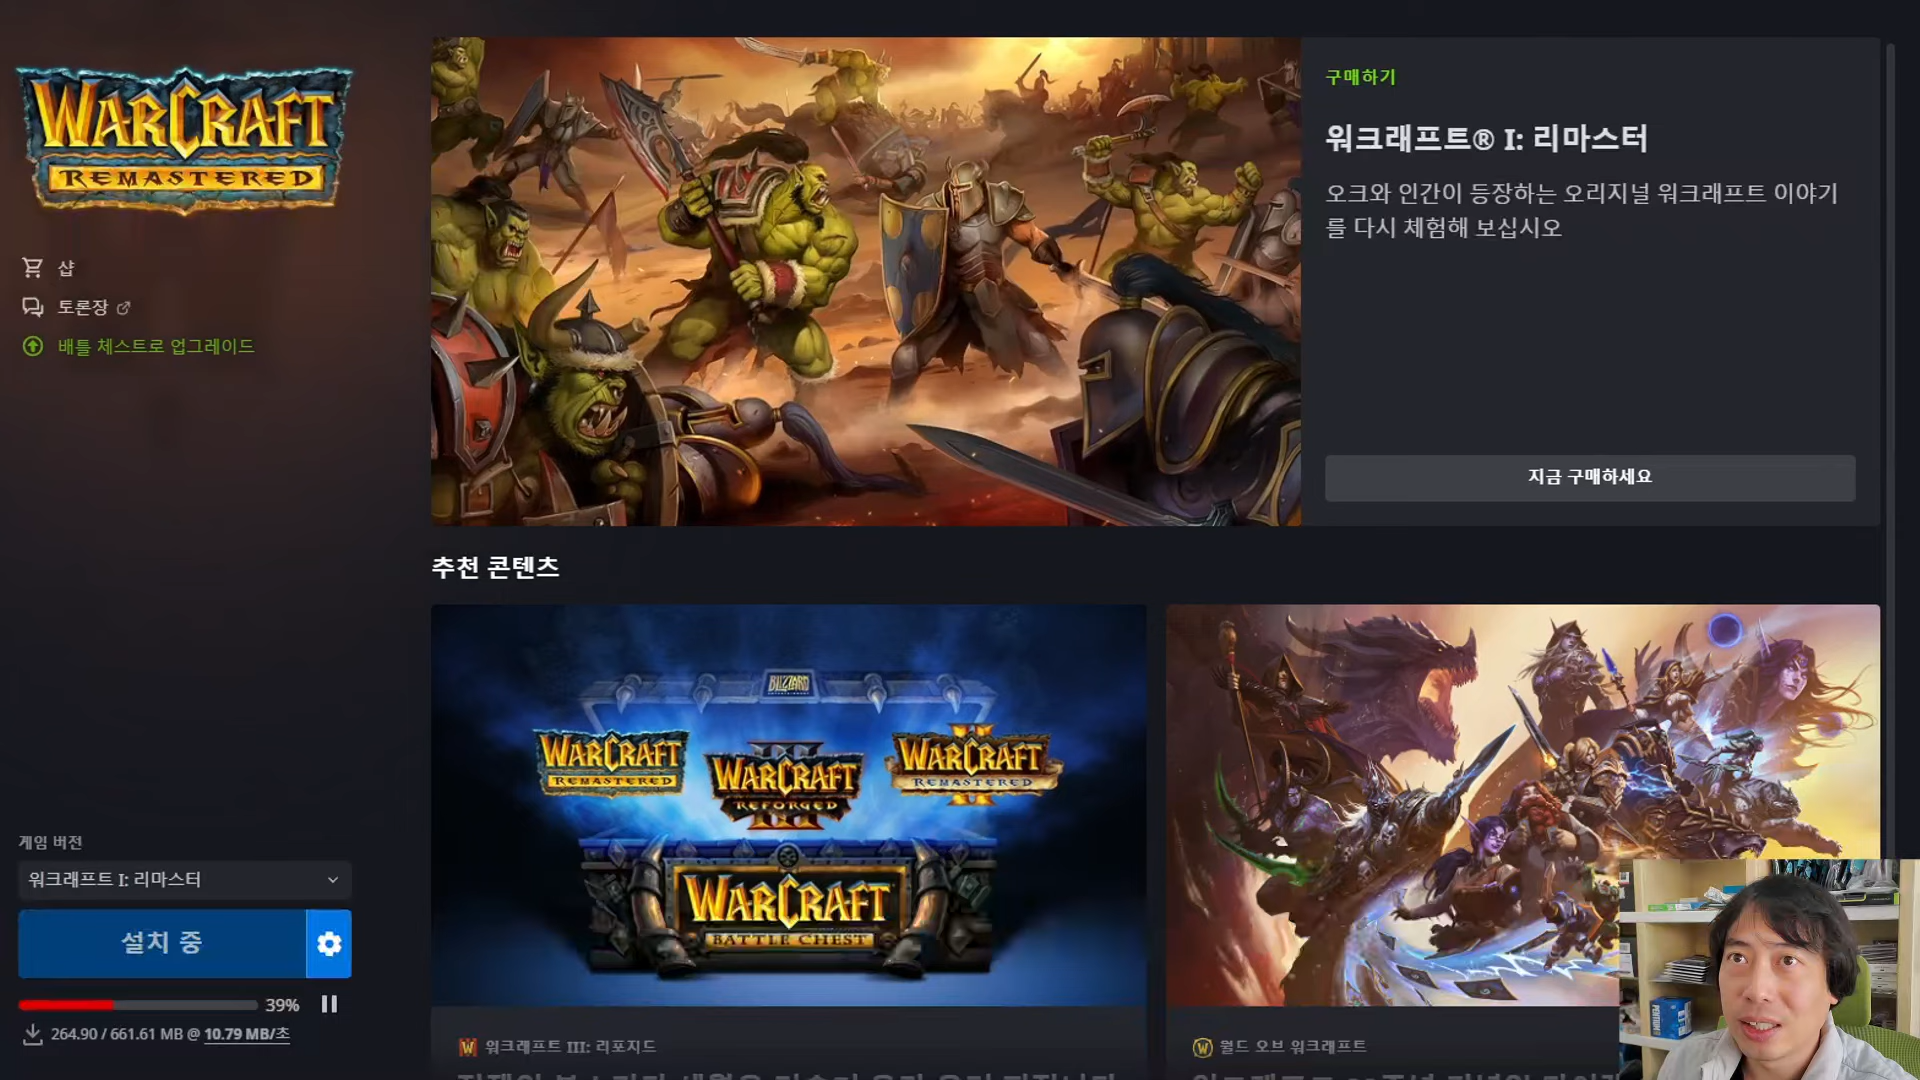 WARCRAFT
REMASTERED
샵
토론장
배틀 체스트로 업그레이드
게임 버전
워크래프트 I: 리마스터
설치 중
39%
264.90 / 661.61 MB @ 10.79 MB/초
구매하기
워크래프트® I: 리마스터
오크와 인간이 등장하는 오리지널 워크래프트 이야기
를 다시 체험해 보십시오
지금 구매하세요
추천 콘텐츠
BLIZZARD
WARCRAFT
REMASTERED
WARCRAFT
III
REFORGED
WARCRAFT
II
REMASTERED
WARCRAFT
BATTLE CHEST
워크래프트 III: 리포지드
월드 오브 워크래프트